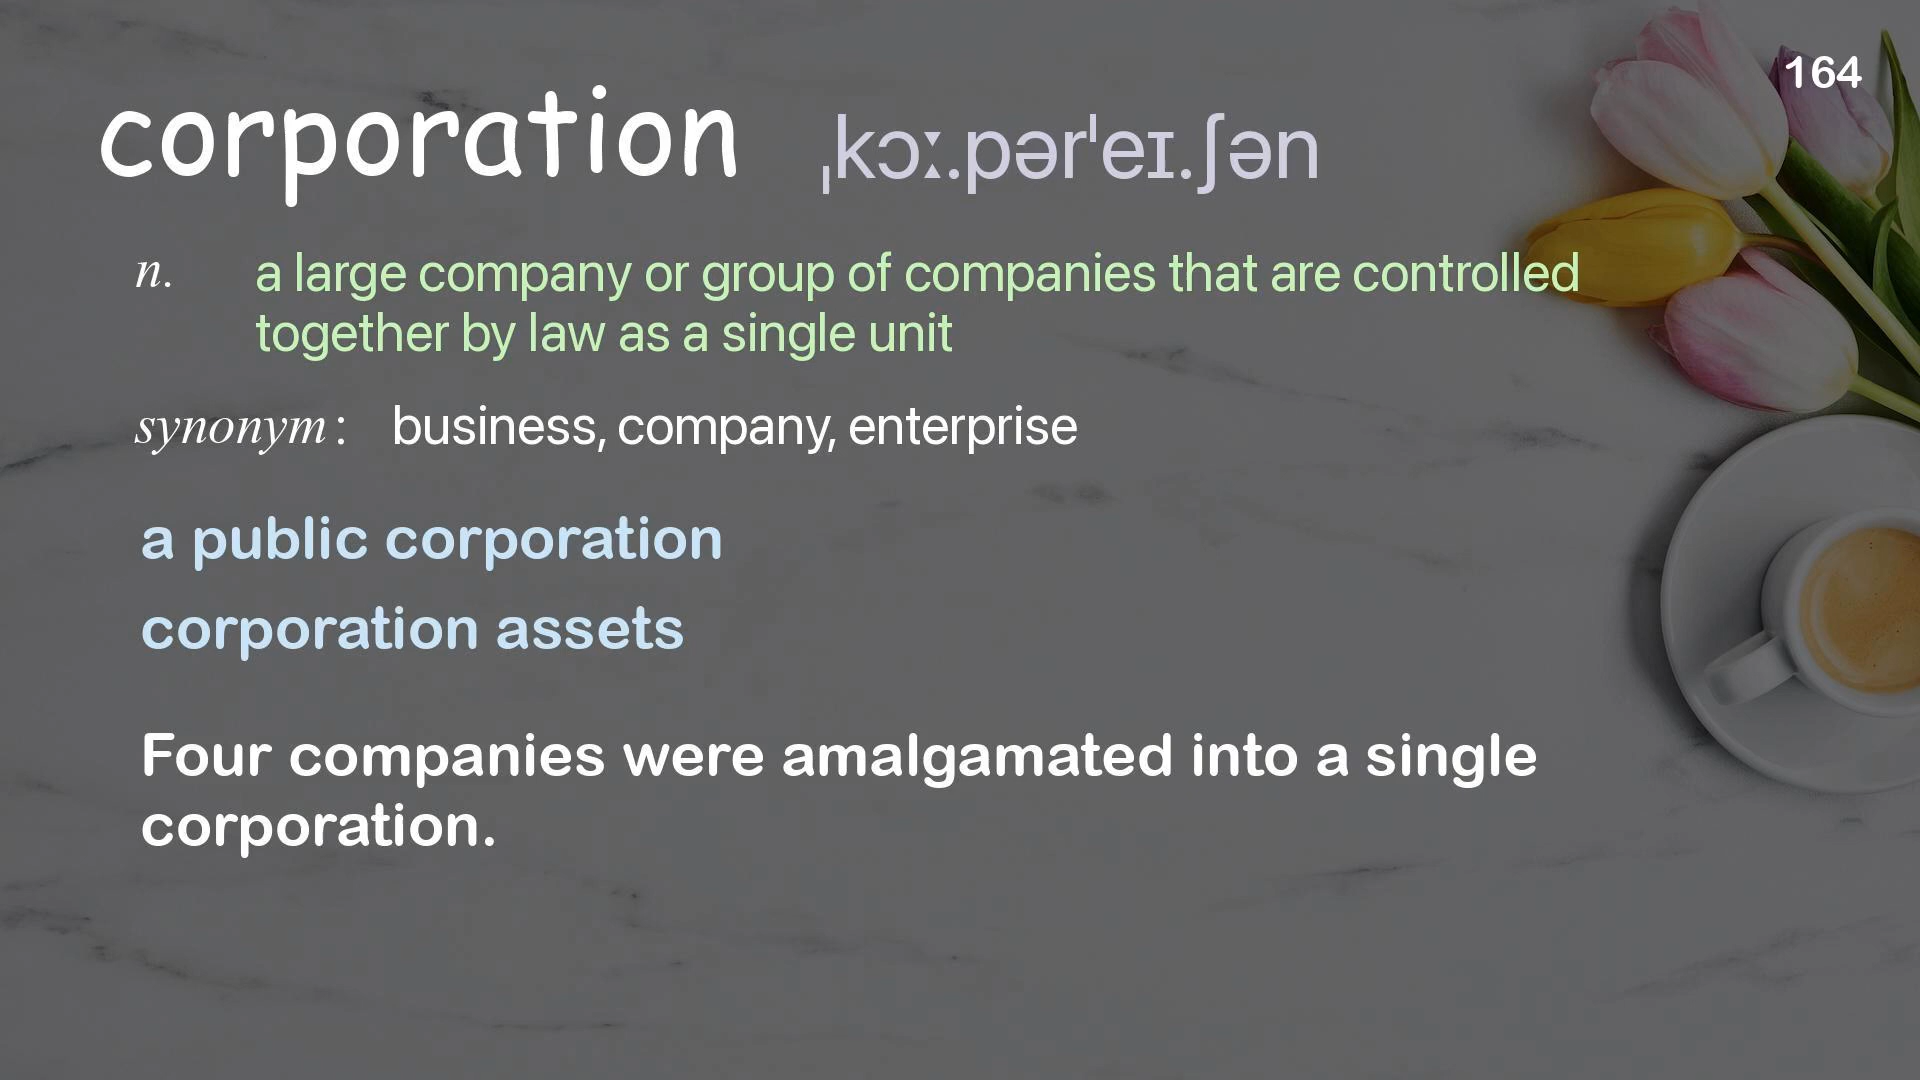 164
corporation ˌkɔː.pərˈeɪ.ʃən
n. a large company or group of companies that are controlled
together by law as a single unit
synonym: business, company, enterprise
a public corporation
corporation assets
Four companies were amalgamated into a single
corporation.